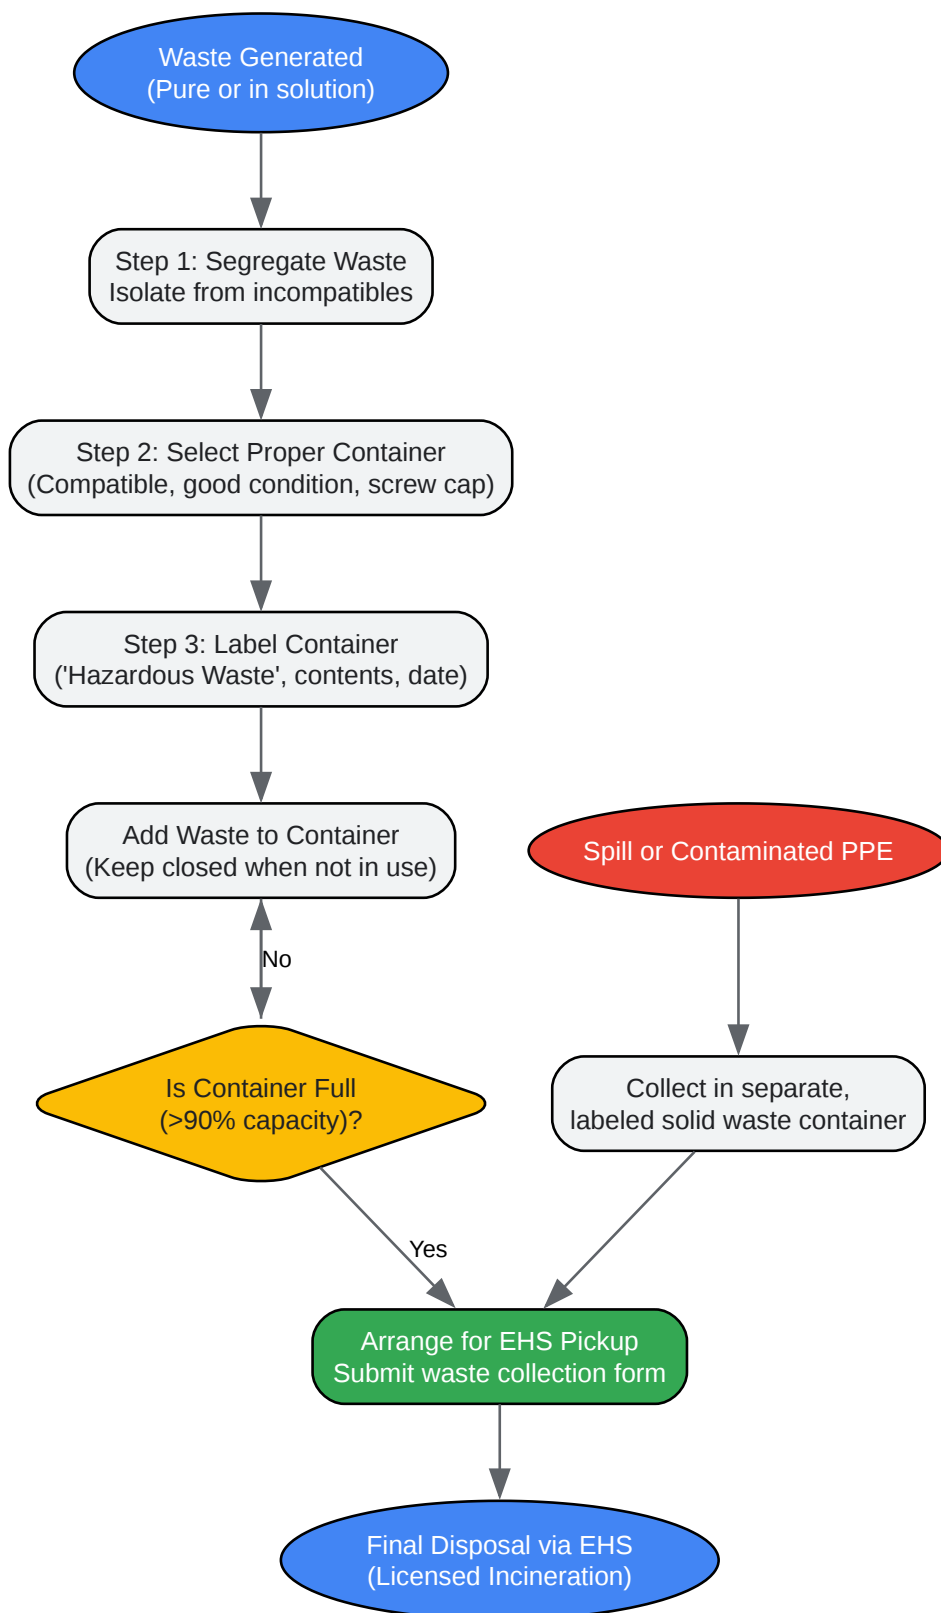 Waste Generated
(Pure or in solution)
Step 1: Segregate Waste
Isolate from incompatibles
Step 2: Select Proper Container
(Compatible, good condition, screw cap)
Step 3: Label Container
('Hazardous Waste', contents, date)
Add Waste to Container
(Keep closed when not in use)
Spill or Contaminated PPE
No
Is Container Full
(>90% capacity)?
Collect in separate,
labeled solid waste container
Yes
Arrange for EHS Pickup
Submit waste collection form
Final Disposal via EHS
(Licensed Incineration)